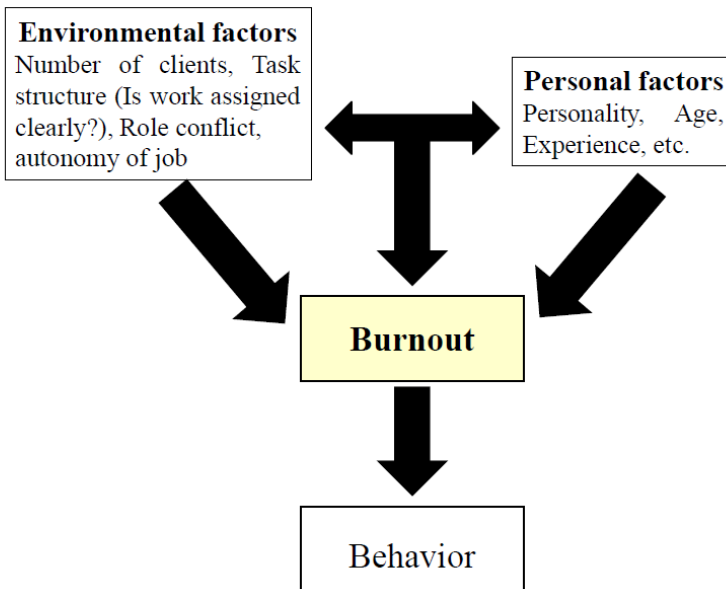 Environmental factors
Number of clients, Task
structure (Is work assigned
clearly?), Role conflict,
autonomy of job
Personal factors
Personality, Age,
Experience, etc.
Burnout
Behavior